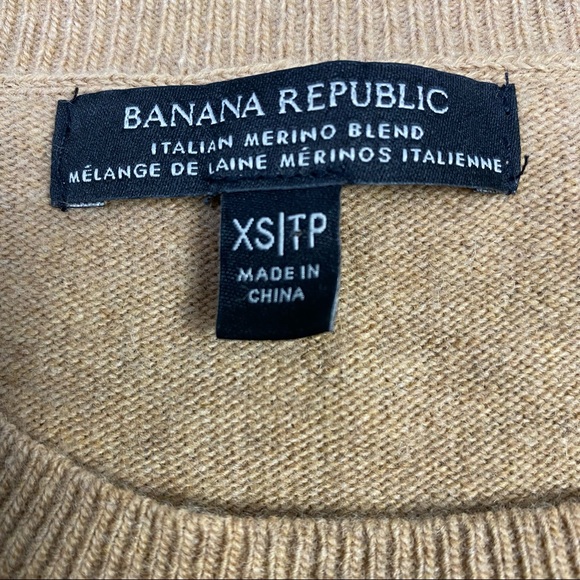 BANANA REPUBLIC
ITALIAN MERINO BLEND
MÉLANGE DE LAINE MÉRINOS ITALIENNE
XS|TP
MADE IN
CHINA